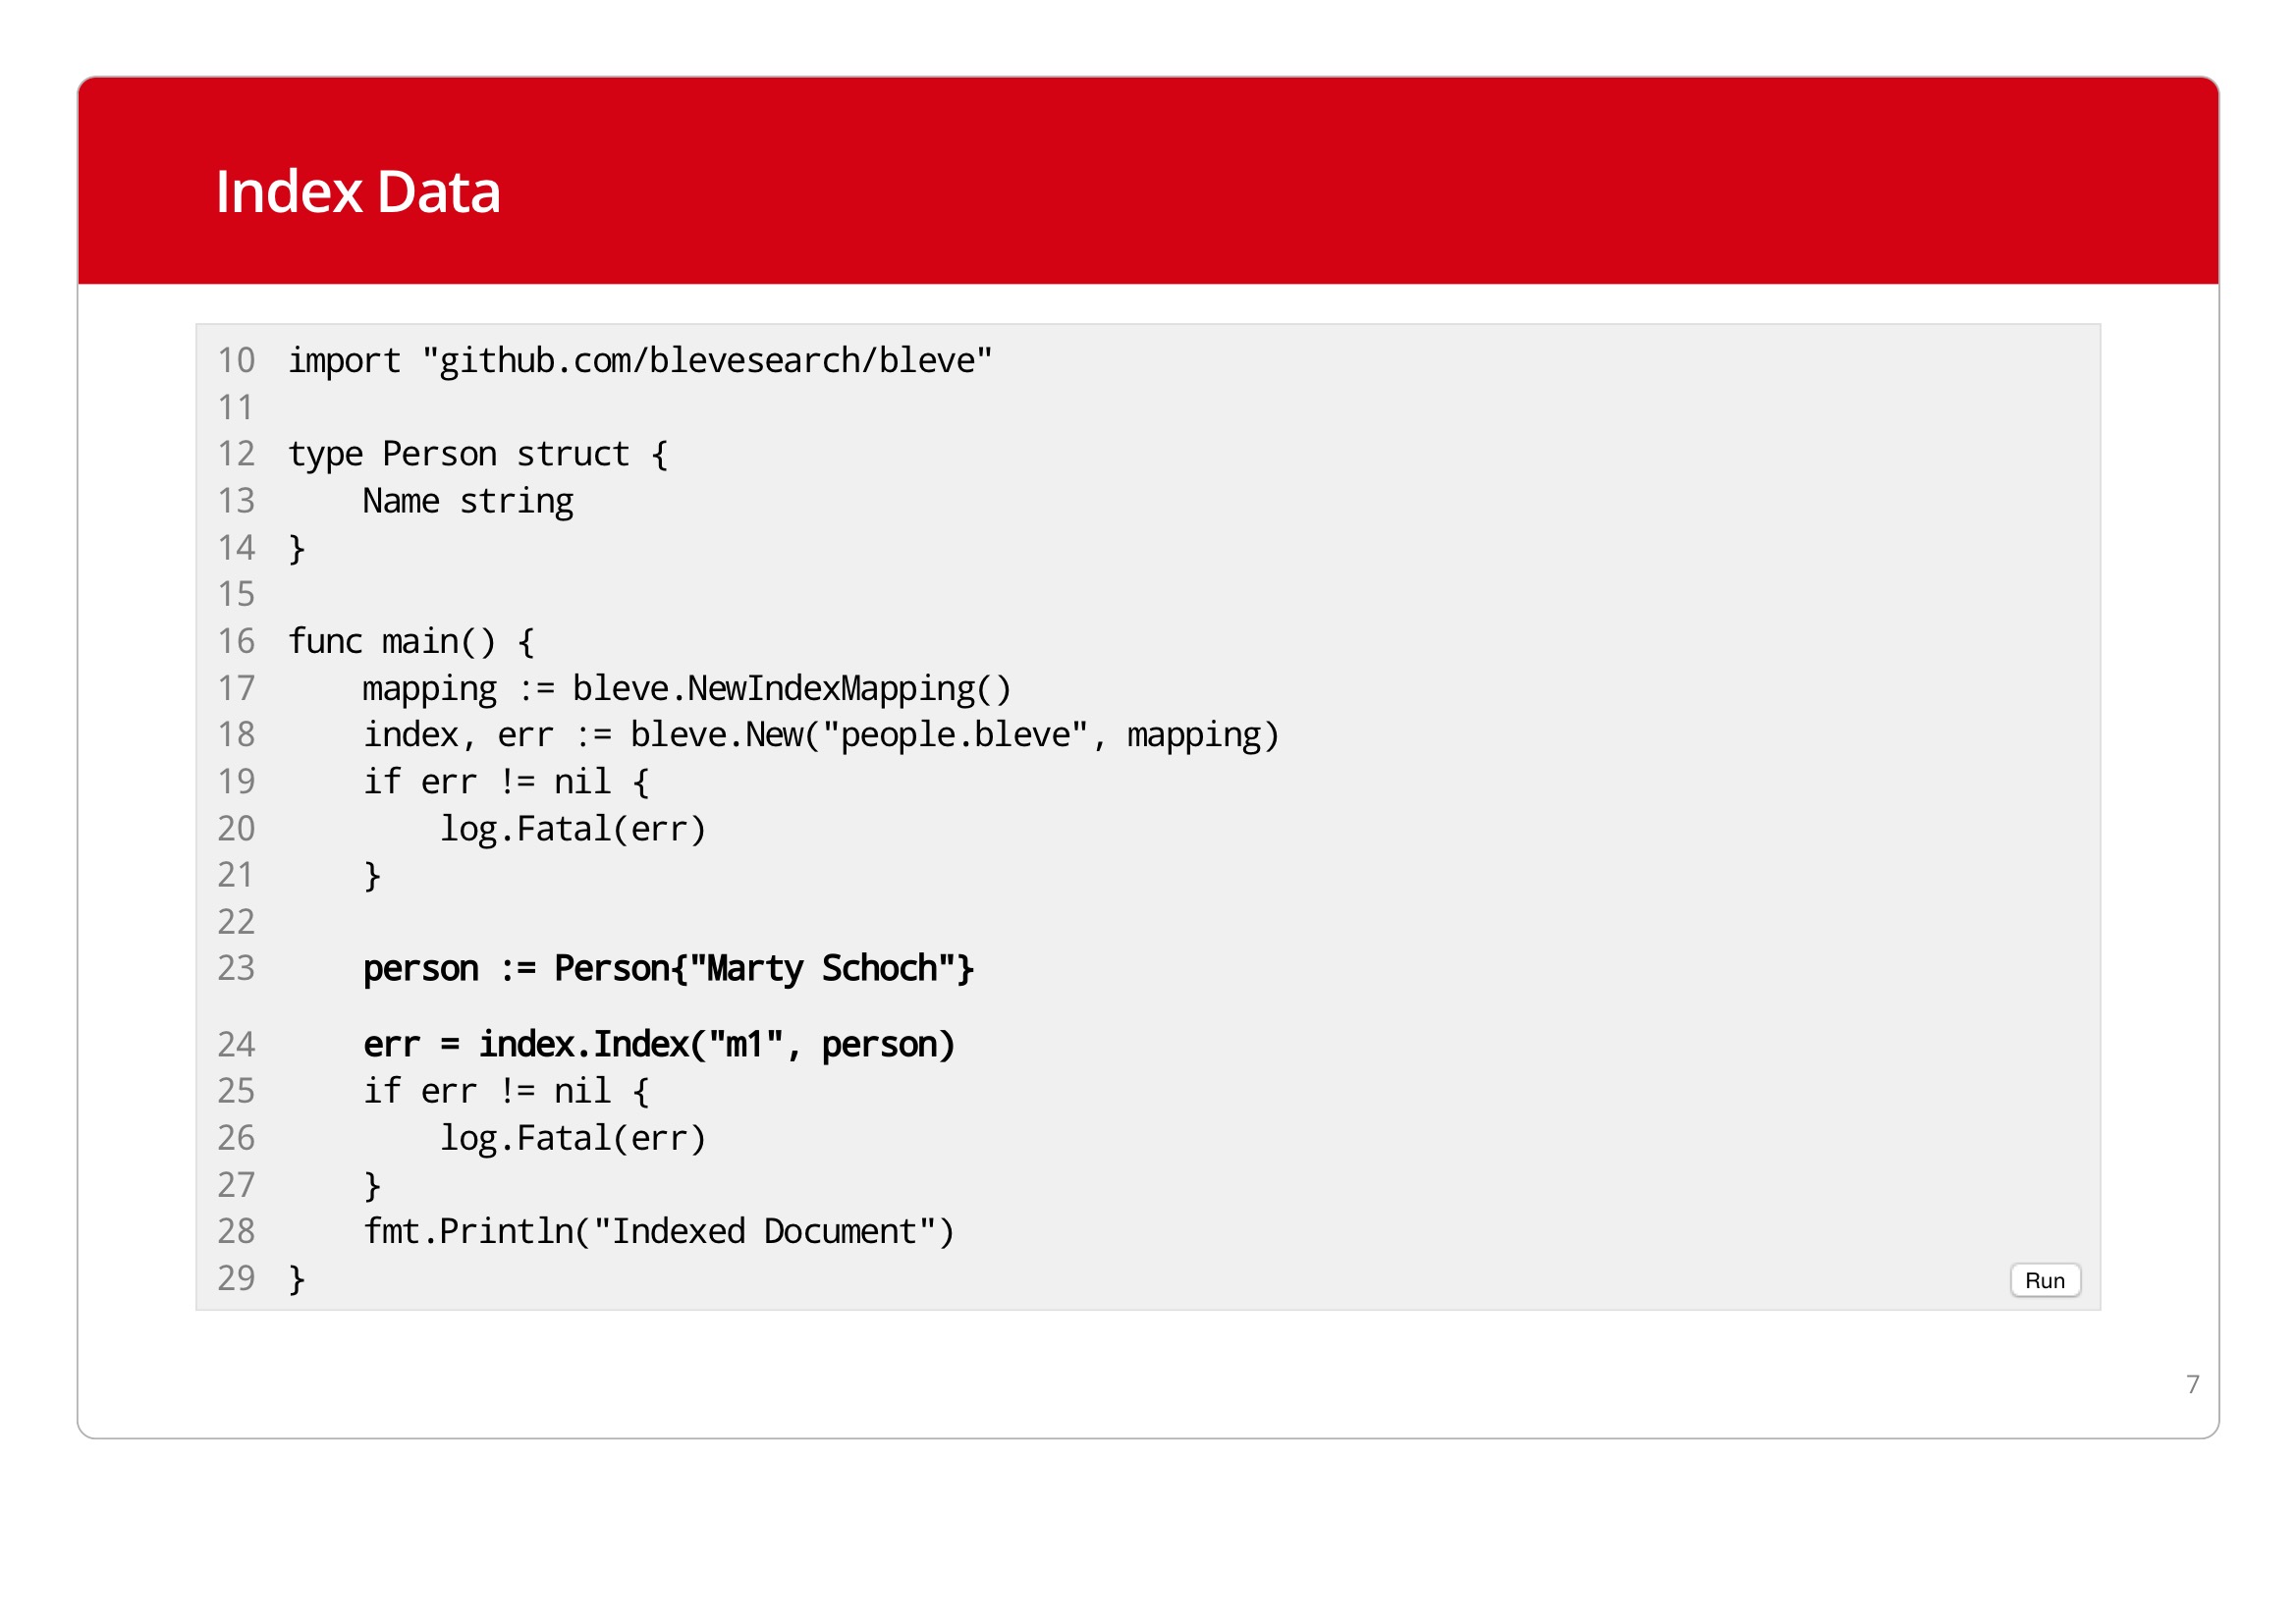 Index Data
10 import "github.com/blevesearch/bleve"
11
12 type Person struct {
13     Name string
14 }
15
16 func main() {
17     mapping := bleve.NewIndexMapping()
18     index, err := bleve.New("people.bleve", mapping)
19     if err != nil {
20         log.Fatal(err)
21     }
22
23     person := Person{"Marty Schoch"}
24     err = index.Index("m1", person)
25     if err != nil {
26         log.Fatal(err)
27     }
28     fmt.Println("Indexed Document")
29 }
Run
7